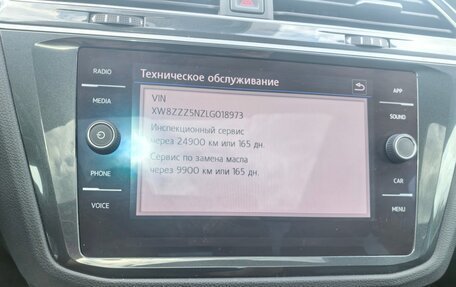 Техническое обслуживание
RADIO
MEDIA
PHONE
VOICE
VIN
XW8ZZZ5NZLG018973
Инспекционный сервис
через 24900 км или 165 дн.
Сервис по замена масла
через 9900 км или 165 дн.
APP
SOUND
CAR
MENU